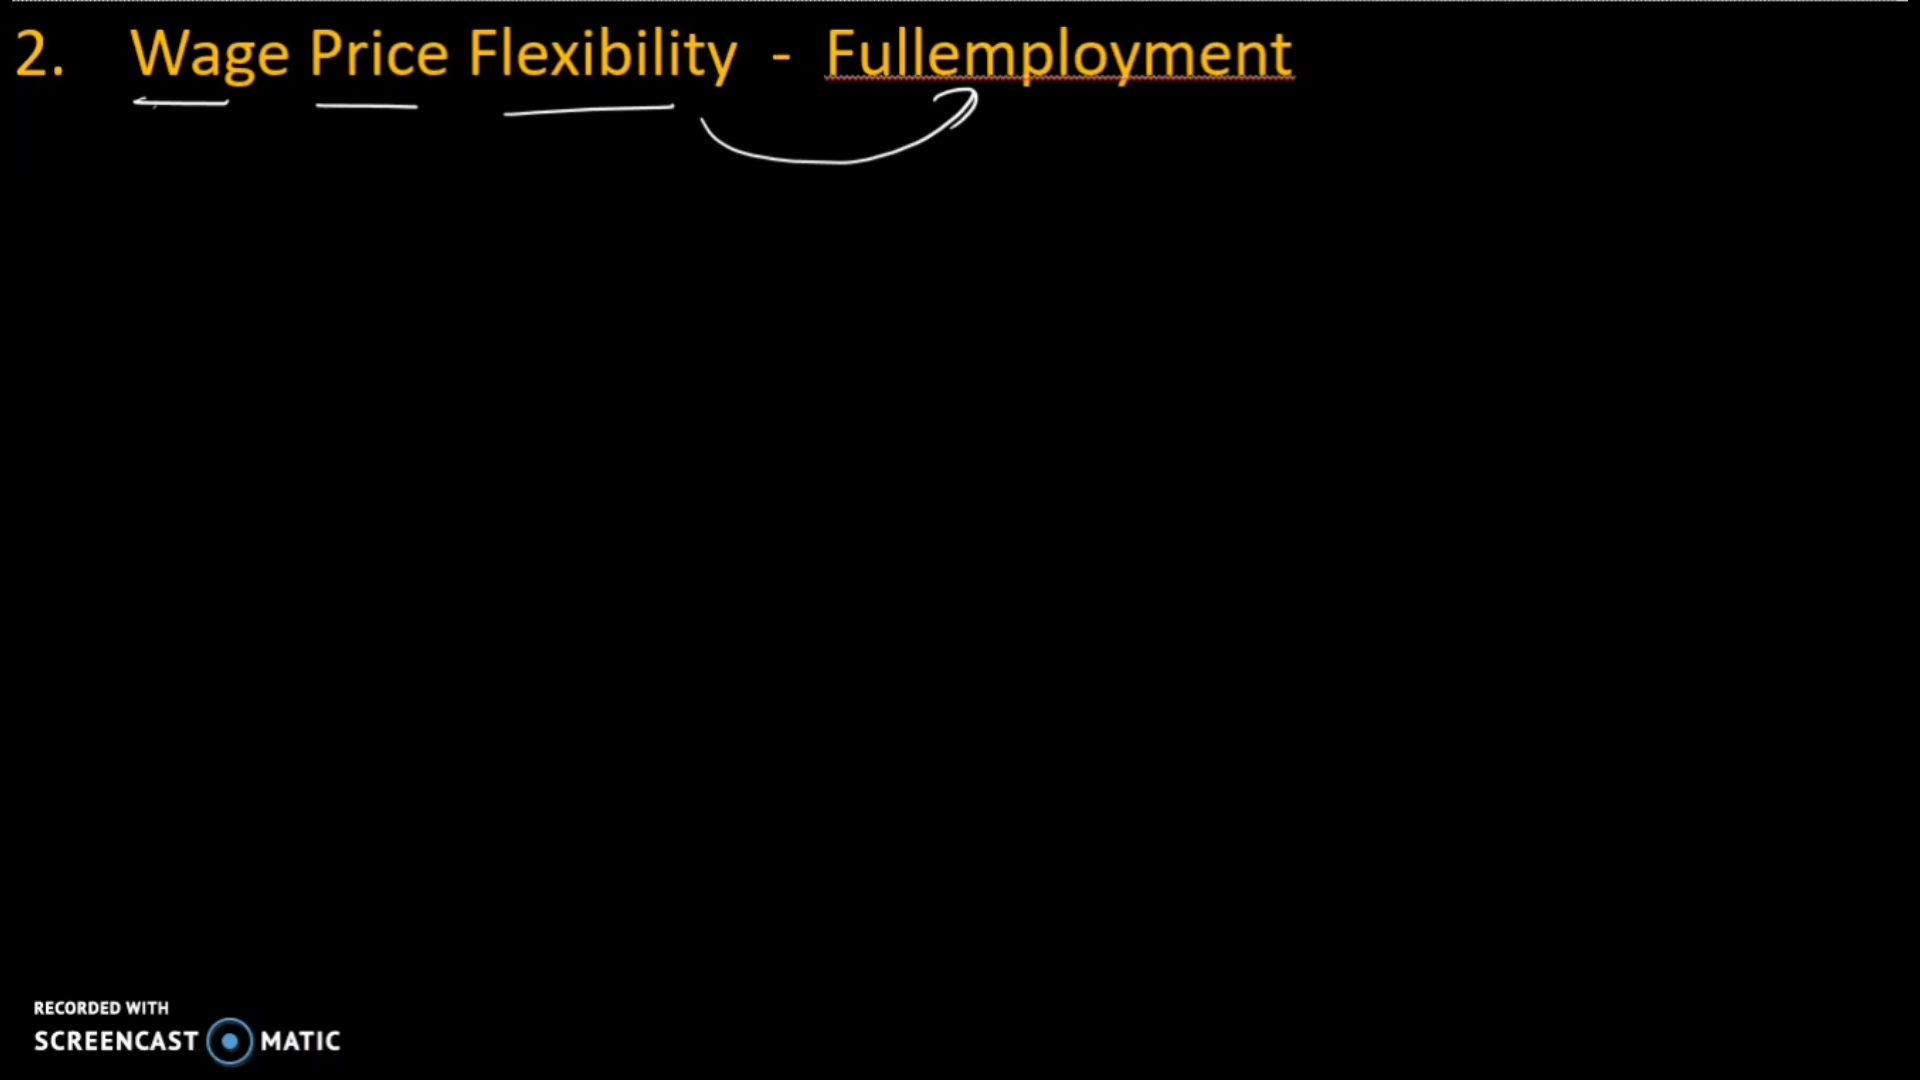 2. Wage Price Flexibility - Fullemployment
RECORDED WITH
SCREENCAST MATIC